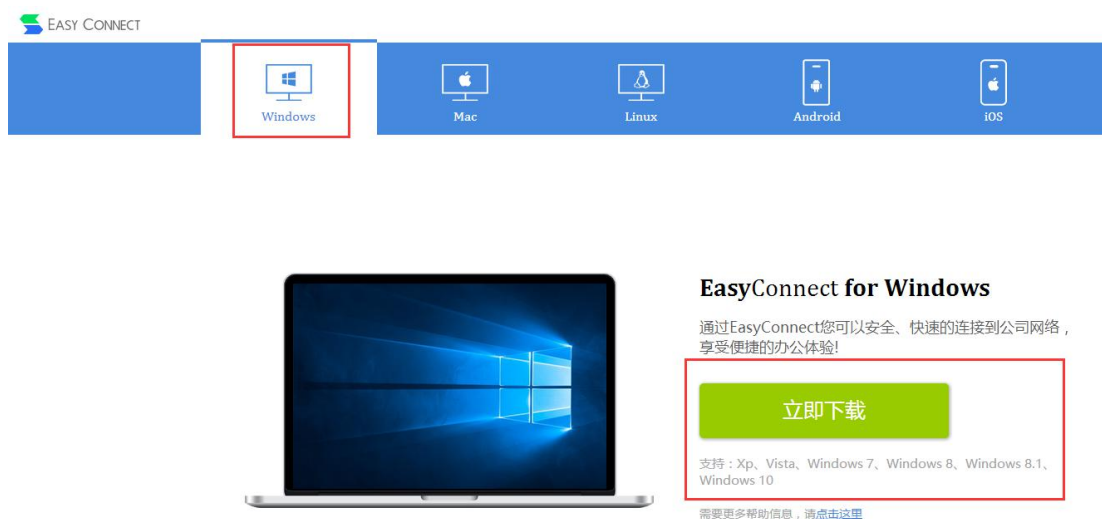 EASY CONNECT
Windows
Mac
Linux
Android
iOS
EasyConnect for Windows
通过EasyConnect您可以安全、快速的连接到公司网络，
享受便捷的办公体验!
立即下载
支持：Xp、Vista、Windows 7、Windows 8、Windows 8.1、
Windows 10
需要更多帮助信息，请点击这里